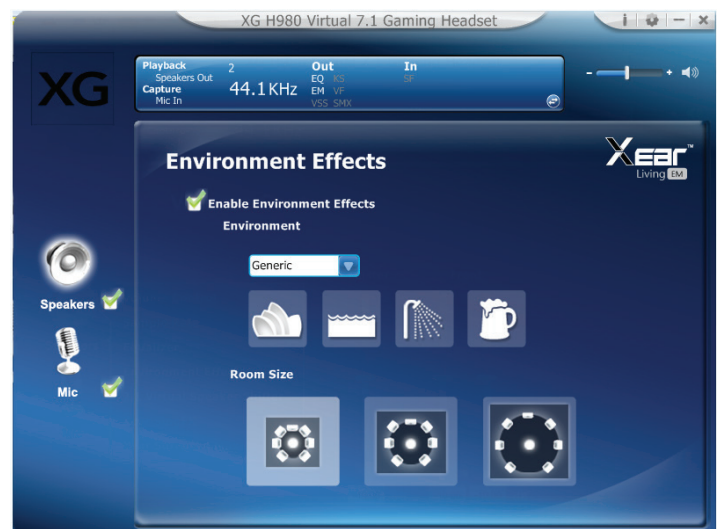 XG H980 Virtual 7.1 Gaming Headset
i
XG
Playback 2 Out In
Speakers Out EQ KS SF
Capture 44.1KHz EM VF
Mic In VSS SMX
- +
Environment Effects
Xear™
Living EM
Enable Environment Effects
Environment
Generic
Speakers
Room Size
Mic